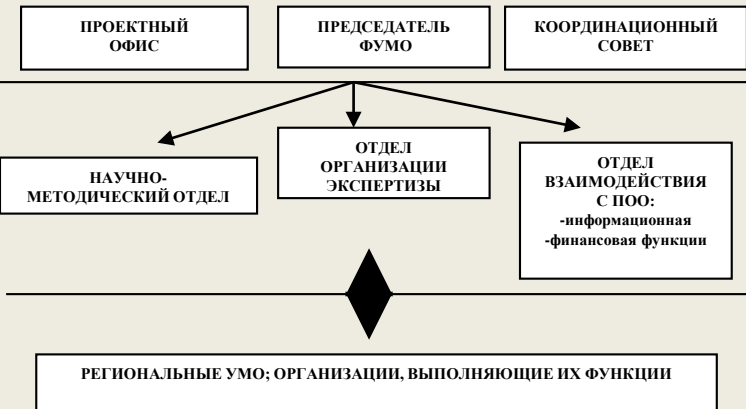 ПРОЕКТНЫЙ
ОФИС
ПРЕДСЕДАТЕЛЬ
ФУМО
КООРДИНАЦИОННЫЙ
СОВЕТ
НАУЧНО-
МЕТОДИЧЕСКИЙ ОТДЕЛ
ОТДЕЛ
ОРГАНИЗАЦИИ
ЭКСПЕРТИЗЫ
ОТДЕЛ
ВЗАИМОДЕЙСТВИЯ
С ПОО:
-информационная
-финансовая функции
РЕГИОНАЛЬНЫЕ УМО; ОРГАНИЗАЦИИ, ВЫПОЛНЯЮЩИЕ ИХ ФУНКЦИИ